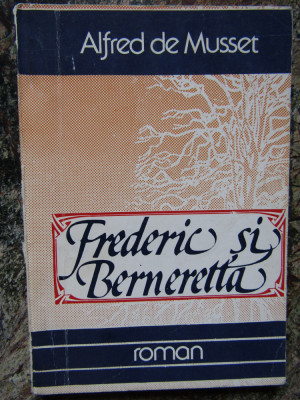 Alfred de Musset
Frederic și
Berneretta
roman